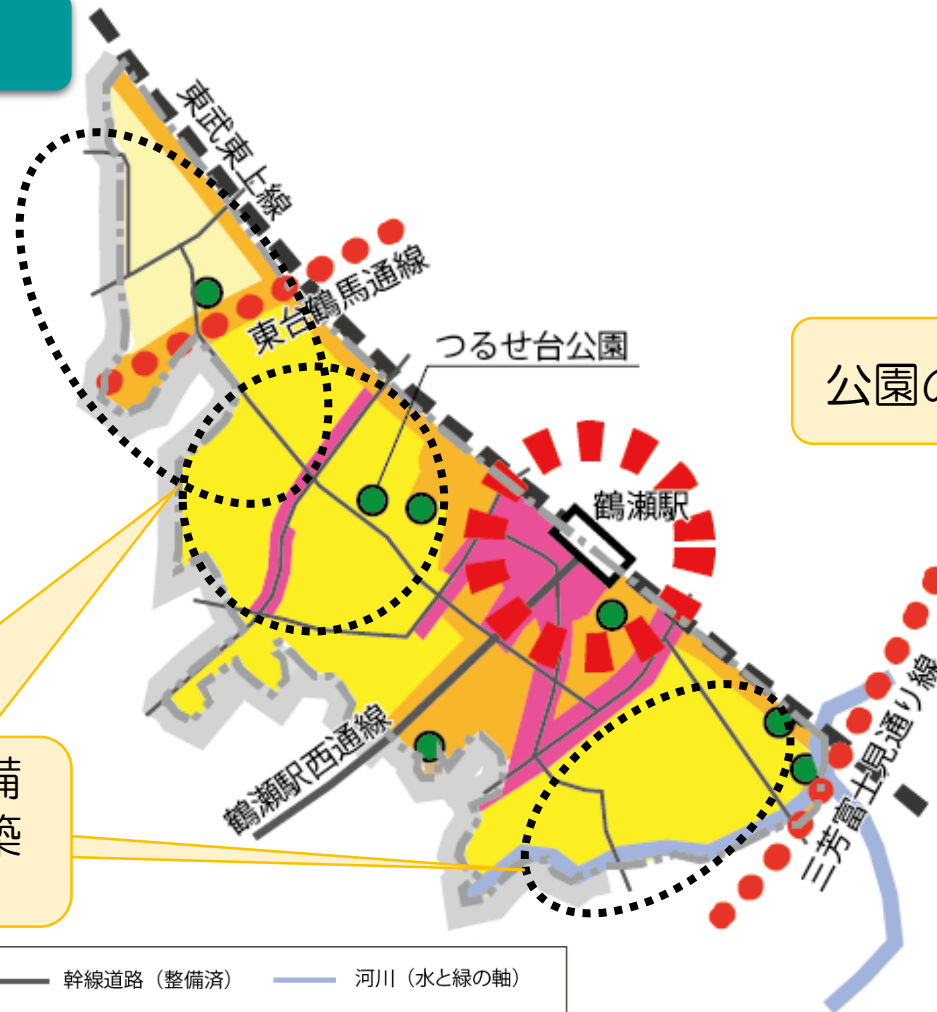 東武東上線
東台鶴馬通線
つるせ台公園
公園の
鶴瀬駅
三芳富士見通り線
鶴瀬駅西通線
備
築
幹線道路（整備済）
河川（水と緑の軸）